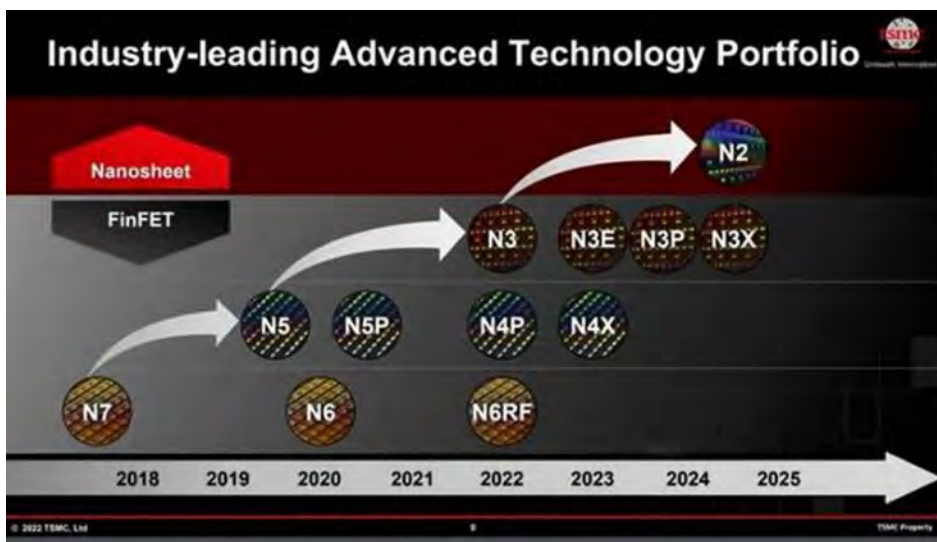 Industry-leading Advanced Technology Portfolio
tsmc
Nanosheet
N2
FinFET
N3 N3E N3P N3X
N5 N5P N4P N4X
N7 N6 N6RF
2018 2019 2020 2021 2022 2023 2024 2025
© 2022 TSMC, Ltd
TSMC Property